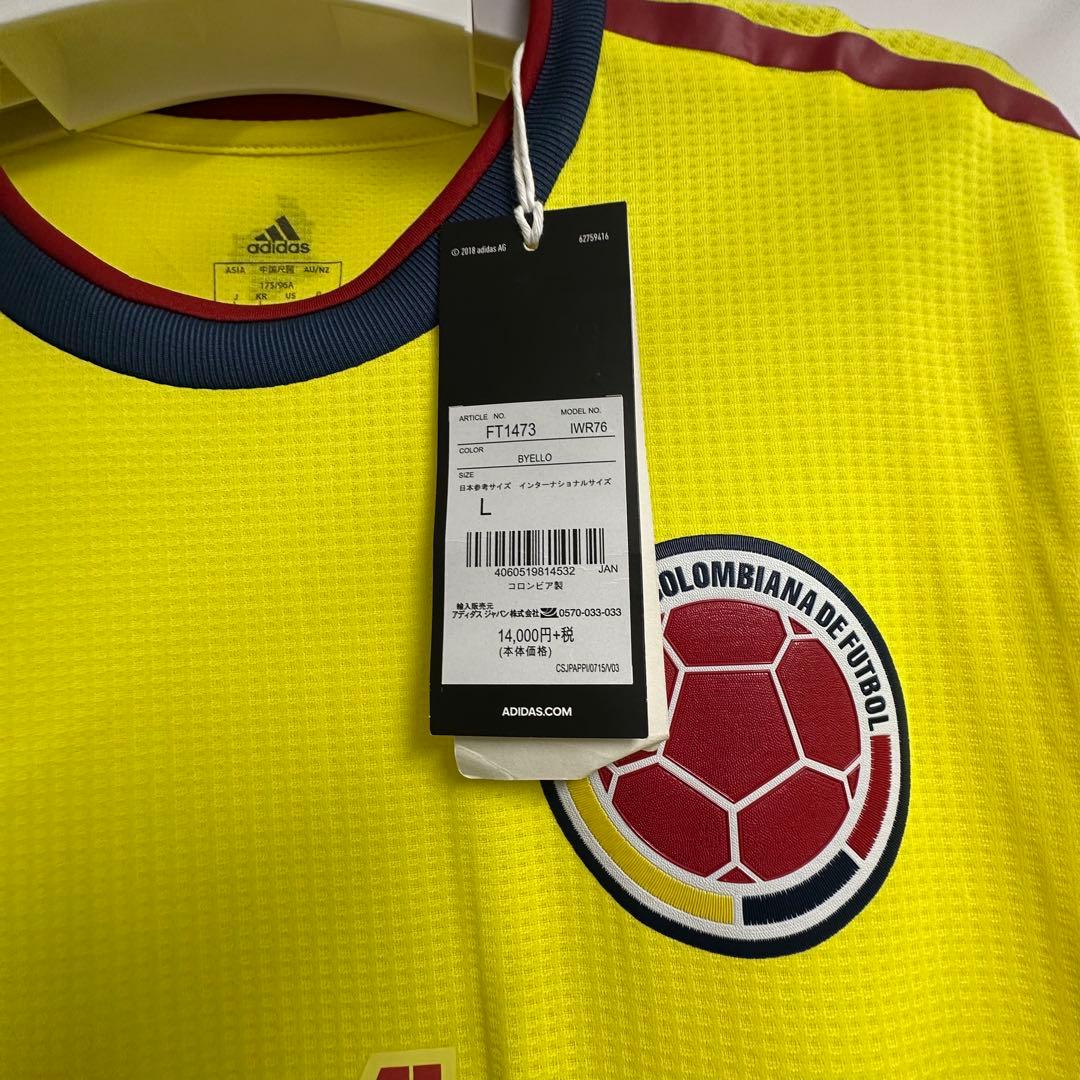 adidas
ASIA 中国尺码 AU/NZ
175/96A
J KR US
© 2018 adidas AG 62759416
ARTICLE NO. MODEL NO.
FT1473 IWR76
COLOR
BYELLO
SIZE
日本参考サイズ インターナショナルサイズ
L
4060519814532 JAN
コロンビア製
輸入販売元
アディダス ジャパン株式会社 0570-033-033
14,000円+税
(本体価格)
CSJPAPPI/0715/V03
ADIDAS.COM
COLOMBIANA DE FUTBOL